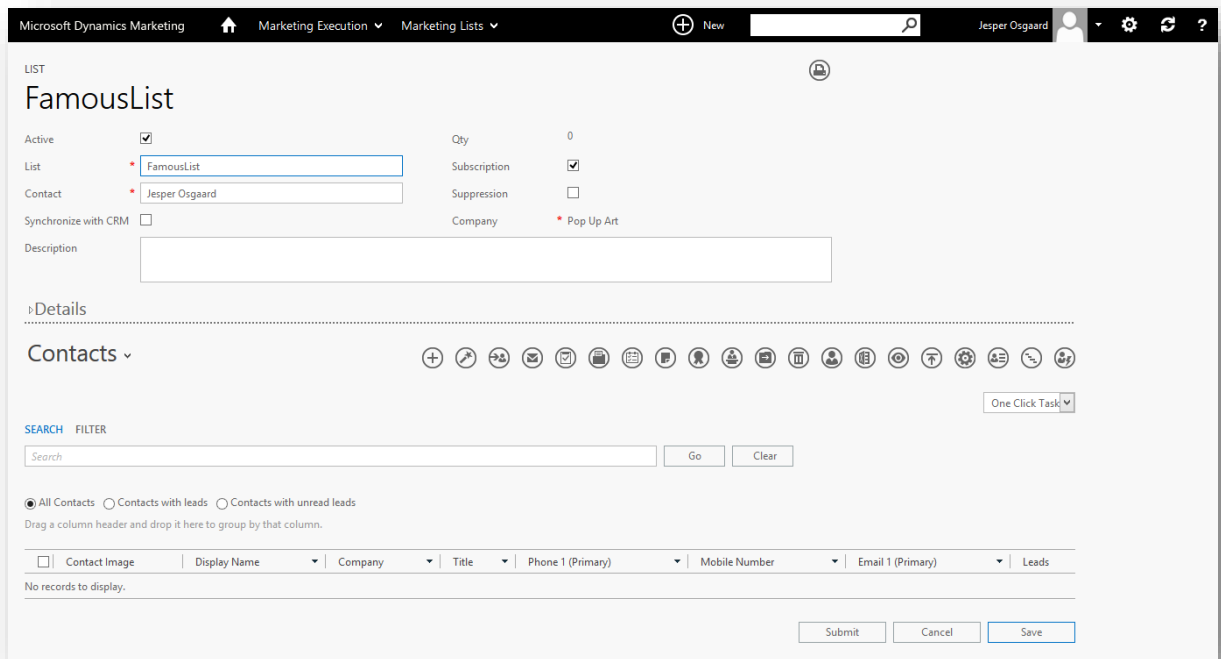 Microsoft Dynamics Marketing Marketing Execution Marketing Lists New Jesper Osgaard ?
LIST
FamousList
Active Qty 0
List * FamousList Subscription
Contact * Jesper Osgaard Suppression
Synchronize with CRM Company * Pop Up Art
Description
Details
Contacts
One Click Task
SEARCH FILTER
Search Go Clear
All Contacts Contacts with leads Contacts with unread leads
Drag a column header and drop it here to group by that column.
Contact Image Display Name Company Title Phone 1 (Primary) Mobile Number Email 1 (Primary) Leads
No records to display.
Submit Cancel Save